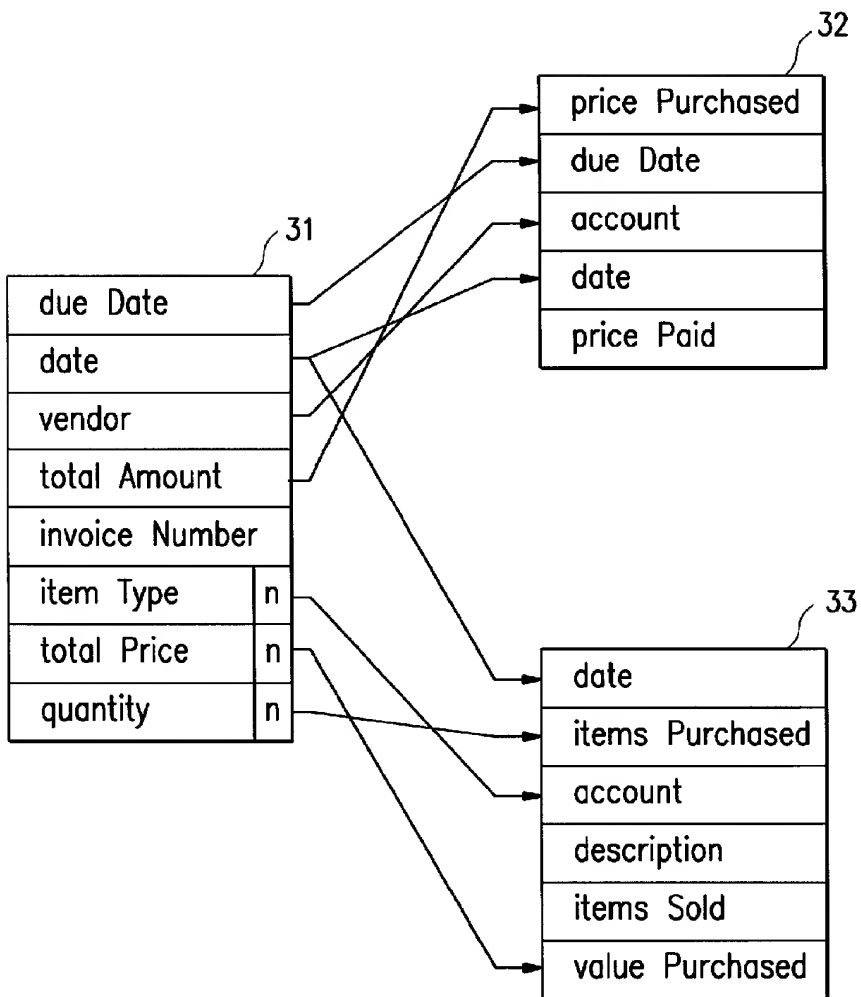 32
price Purchased
due Date
account
date
price Paid
31
due Date
date
vendor
total Amount
invoice Number
item Type n
total Price n
quantity n
33
date
items Purchased
account
description
items Sold
value Purchased